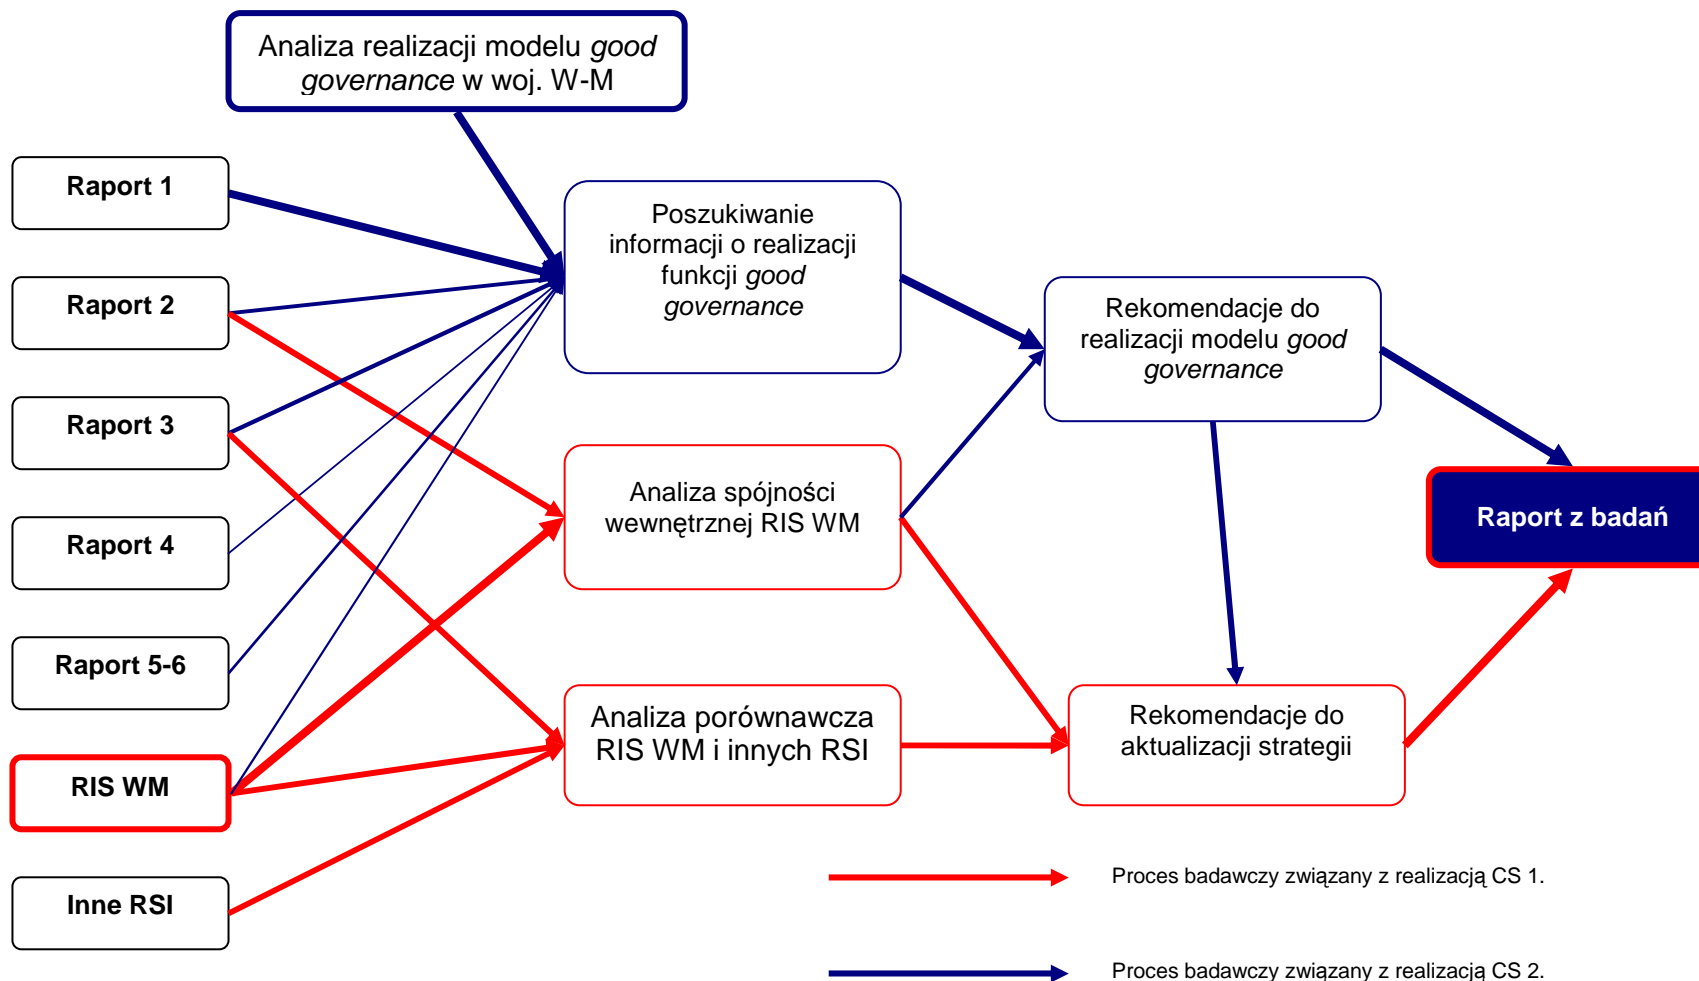 Analiza realizacji modelu good
governance w woj. W-M
Raport 1
Raport 2
Raport 3
Raport 4
Raport 5-6
RIS WM
Inne RSI
Poszukiwanie
informacji o realizacji
funkcji good
governance
Analiza spójności
wewnętrznej RIS WM
Analiza porównawcza
RIS WM i innych RSI
Rekomendacje do
realizacji modelu good
governance
Rekomendacje do
aktualizacji strategii
Raport z badań
Proces badawczy związany z realizacją CS 1.
Proces badawczy związany z realizacją CS 2.